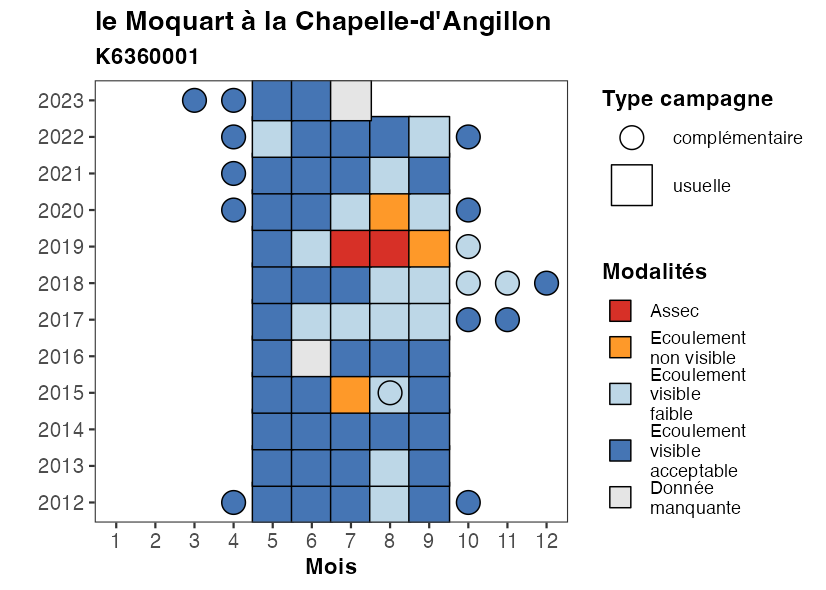 le Moquart à la Chapelle-d'Angillon
K6360001
2023
2022
2021
2020
2019
2018
2017
2016
2015
2014
2013
2012
1 2 3 4 5 6 7 8 9 10 11 12
Mois
Type campagne
complémentaire
usuelle
Modalités
Assec
Ecoulement
non visible
Ecoulement
visible
faible
Ecoulement
visible
acceptable
Donnée
manquante